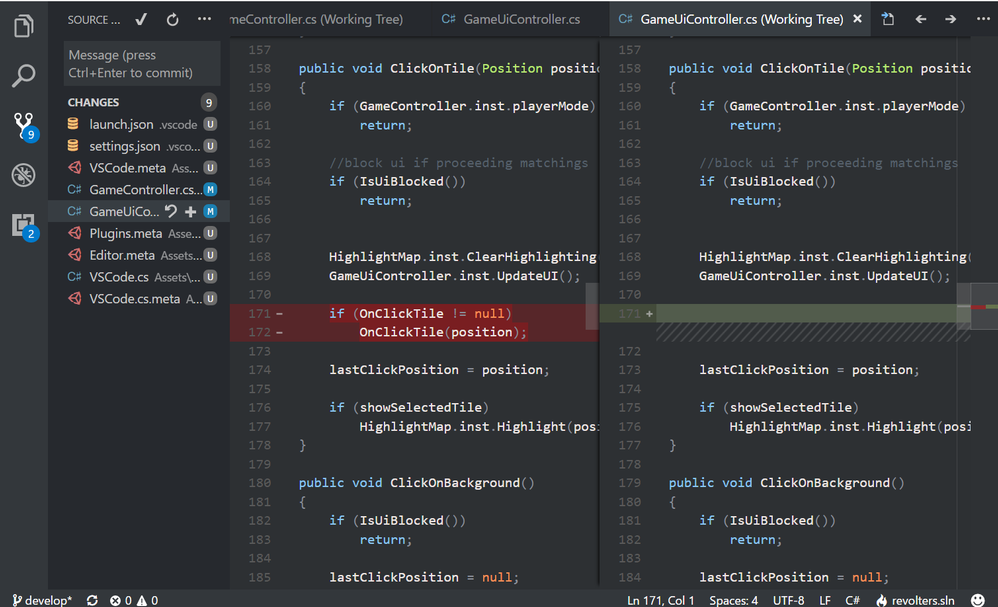 SOURCE ...
meController.cs (Working Tree)
C# GameUiController.cs
C# GameUiController.cs (Working Tree)
Message (press
Ctrl+Enter to commit)
CHANGES 9
launch.json .vscode U
settings.json .vsco... U
VSCode.meta Ass... U
C# GameController.cs... M
C# GameUiCo... M
Plugins.meta Asse... U
Editor.meta Assets... U
C# VSCode.cs Assets\... U
VSCode.cs.meta A... U
9
2
157
158 public void ClickOnTile(Position positic
159 {
160 if (GameController.inst.playerMode)
161 return;
162
163 //block ui if proceeding matchings
164 if (IsUiBlocked())
165 return;
166
167
168 HighlightMap.inst.ClearHighlighting
169 GameUiController.inst.UpdateUI();
170
171 - if (OnClickTile != null)
172 - OnClickTile(position);
173
174 lastClickPosition = position;
175
176 if (showSelectedTile)
177 HighlightMap.inst.Highlight(posi
178 }
179
180 public void ClickOnBackground()
181 {
182 if (IsUiBlocked())
183 return;
184
185 lastClickPosition = null;
157
158 public void ClickOnTile(Position positic
159 {
160 if (GameController.inst.playerMode)
161 return;
162
163 //block ui if proceeding matchings
164 if (IsUiBlocked())
165 return;
166
167
168 HighlightMap.inst.ClearHighlighting(
169 GameUiController.inst.UpdateUI();
170
171 +
172
173 lastClickPosition = position;
174
175 if (showSelectedTile)
176 HighlightMap.inst.Highlight(posi
177 }
178
179 public void ClickOnBackground()
180 {
181 if (IsUiBlocked())
182 return;
183
184 lastClickPosition = null;
develop* 0 0
Ln 171, Col 1 Spaces: 4 UTF-8 LF C# revolters.sln